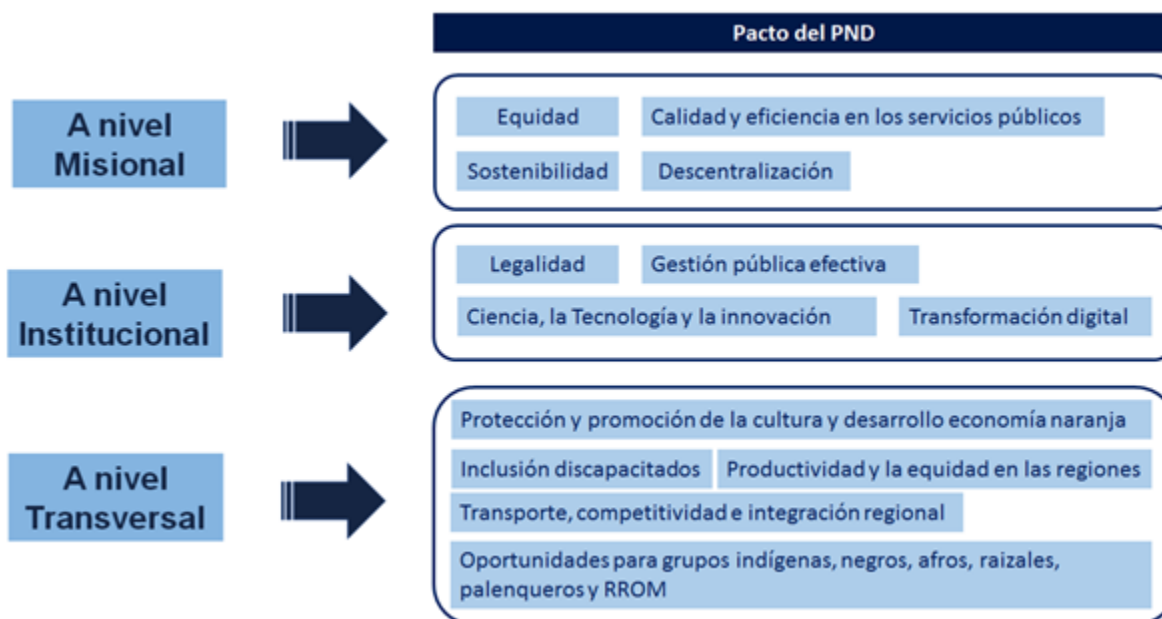 Pacto del PND
A nivel
Misional
Equidad
Calidad y eficiencia en los servicios públicos
Sostenibilidad
Descentralización
A nivel
Institucional
Legalidad
Gestión pública efectiva
Ciencia, la Tecnología y la innovación
Transformación digital
A nivel
Transversal
Protección y promoción de la cultura y desarrollo economía naranja
Inclusión discapacitados
Productividad y la equidad en las regiones
Transporte, competitividad e integración regional
Oportunidades para grupos indígenas, negros, afros, raizales,
palenqueros y RROM